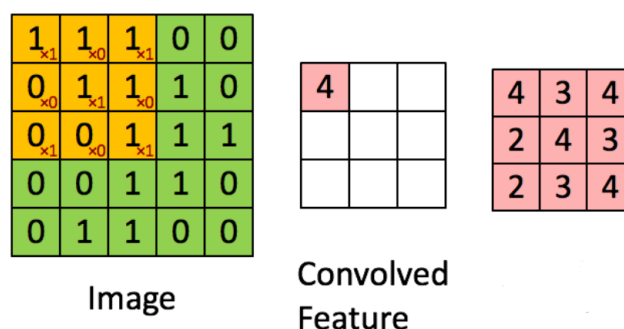 1×1 1×0 1×1 0 0
0×0 1×1 1×0 1 0
0×1 0×0 1×1 1 1
0 0 1 1 0
0 1 1 0 0
Image
4
Convolved
Feature
4 3 4
2 4 3
2 3 4